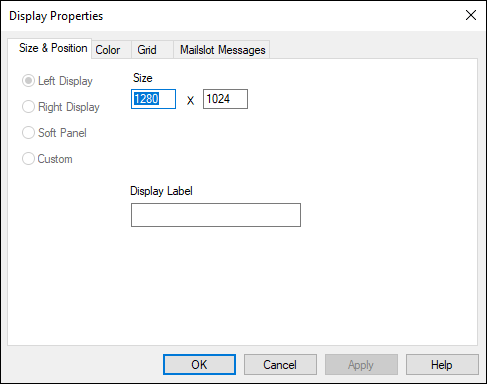 Display Properties
Size & Position Color Grid Mailslot Messages
Left Display
Size
1280 X 1024
Right Display
Soft Panel
Custom
Display Label
OK Cancel Apply Help